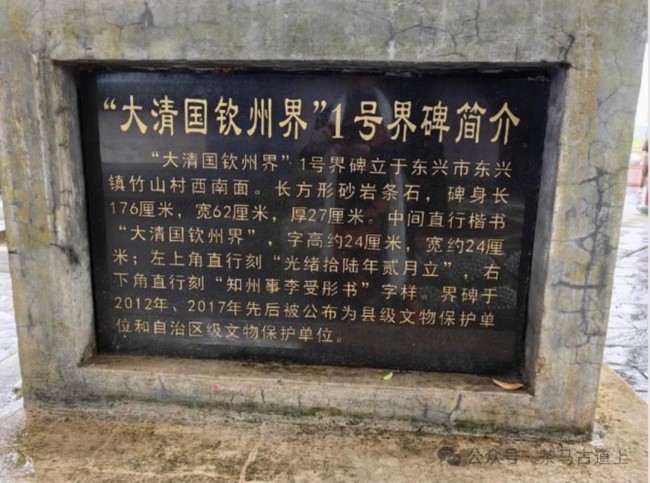 “大清国钦州界”1号界碑简介
“大清国钦州界”1号界碑立于东兴市东兴
镇竹山村西南面。长方形砂岩条石，碑身长
176厘米，宽62厘米，厚27厘米。中间直行楷书
“大清国钦州界”，字高约24厘米，宽约24厘
米；左上角直行刻“光绪拾陆年贰月立”，右
下角直行刻“知州事李受彤书”字样。界碑于
2012年、2017年先后被公布为县级文物保护单
位和自治区级文物保护单位。
公众号·茶马古道上